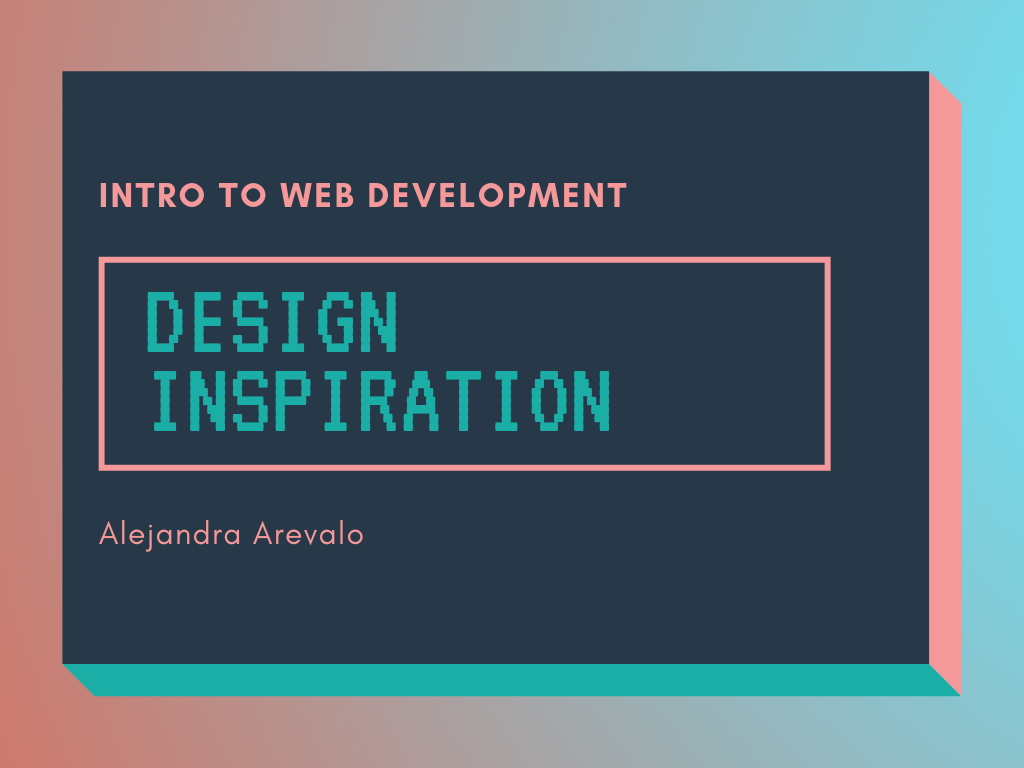 INTRO TO WEB DEVELOPMENT
DESIGN
INSPIRATION
Alejandra Arevalo